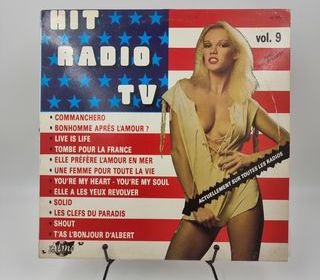 HIT
RADIO
TV
vol. 9
• COMMANCHERO
• BONHOMME APRÉS L'AMOUR ?
• LIVE IS LIFE
• TOMBE POUR LA FRANCE
• ELLE PRÉFÈRE L'AMOUR EN MER
• UNE FEMME POUR TOUTE LA VIE
• YOU'RE MY HEART - YOU'RE MY SOUL
• ELLE A LES YEUX REVOLVER
• SOLID
• LES CLEFS DU PARADIS
• SHOUT
• T'AS L'BONJOUR D'ALBERT
ACTUELLEMENT SUR TOUTES LES RADIOS